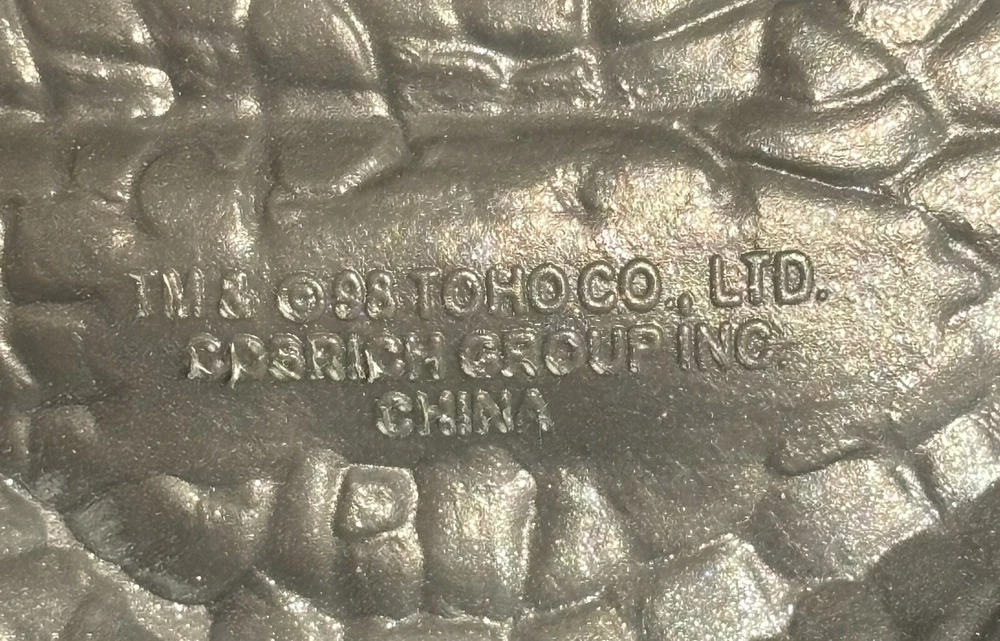 TM & ©98 TOHO CO., LTD.
GROUP INC.
CHINA